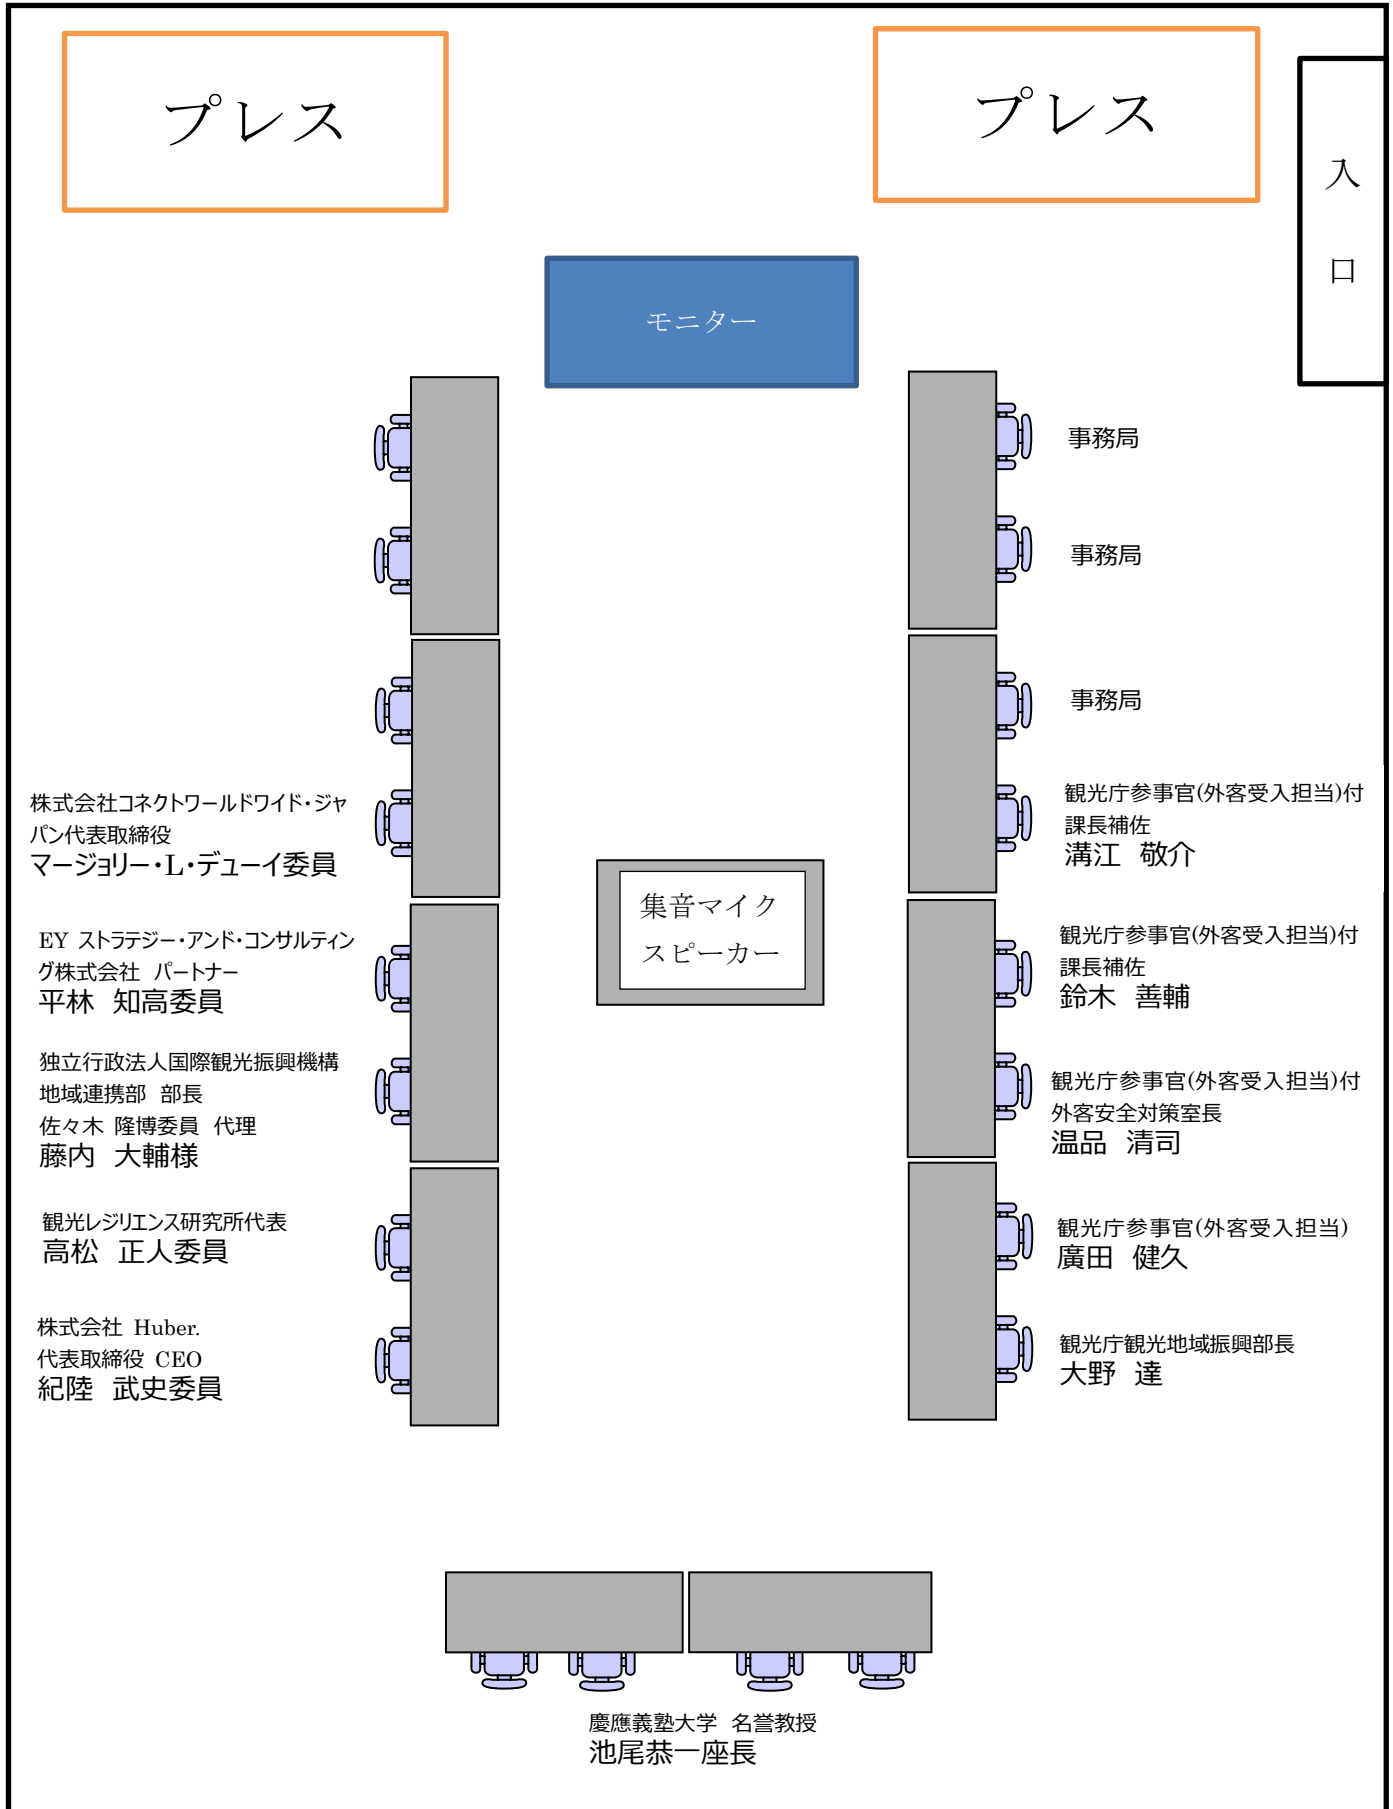 プレス
プレス
入
口
モニター
事務局
事務局
事務局
株式会社コネクトワールドワイド・ジャ
パン代表取締役
マージョリー・L・デューイ委員
観光庁参事官(外客受入担当)付
課長補佐
溝江 敬介
集音マイク
スピーカー
EY ストラテジー・アンド・コンサルティン
グ株式会社 パートナー
平林 知高委員
観光庁参事官(外客受入担当)付
課長補佐
鈴木 善輔
独立行政法人国際観光振興機構
地域連携部 部長
佐々木 隆博委員 代理
藤内 大輔様
観光庁参事官(外客受入担当)付
外客安全対策室長
温品 清司
観光レジリエンス研究所代表
高松 正人委員
観光庁参事官(外客受入担当)
廣田 健久
株式会社 Huber.
代表取締役 CEO
紀陸 武史委員
観光庁観光地域振興部長
大野 達
慶應義塾大学 名誉教授
池尾恭一座長